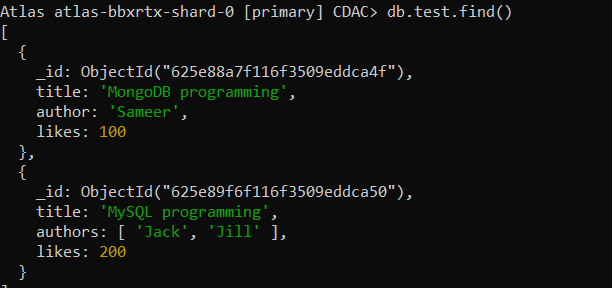 Atlas atlas-bbxrtx-shard-0 [primary] CDAC> db.test.find()
[
  {
    _id: ObjectId("625e88a7f116f3509eddca4f"),
    title: 'MongoDB programming',
    author: 'Sameer',
    likes: 100
  },
  {
    _id: ObjectId("625e89f6f116f3509eddca50"),
    title: 'MySQL programming',
    authors: [ 'Jack', 'Jill' ],
    likes: 200
  }